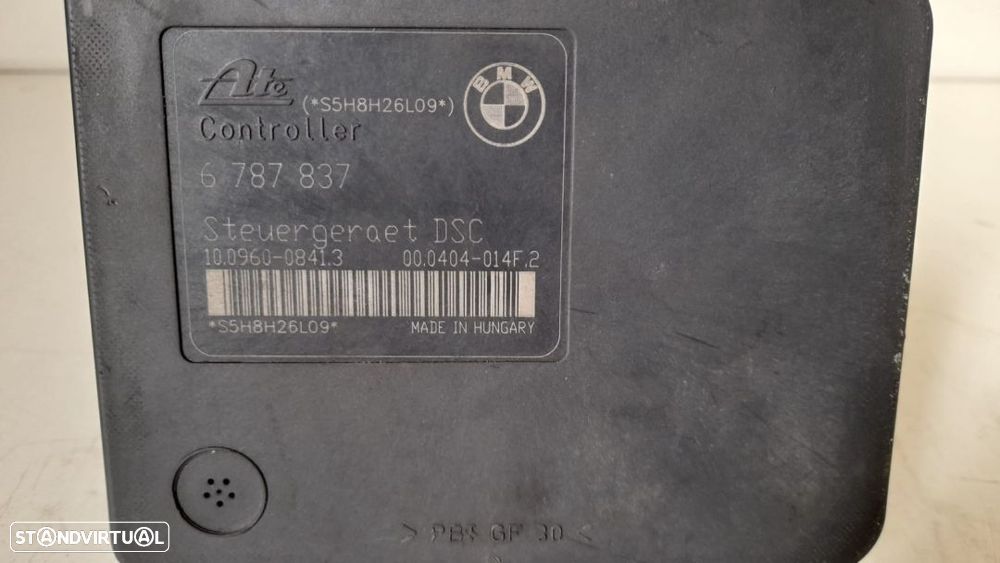 Ate
(*S5H8H26L09*)
BMW
Controller
6 787 837
Steuergeraet DSC
10.0960-0841.3 00.0404-014F.2
*S5H8H26L09* MADE IN HUNGARY
> PBT GF 30 <
STANDVIRTUAL